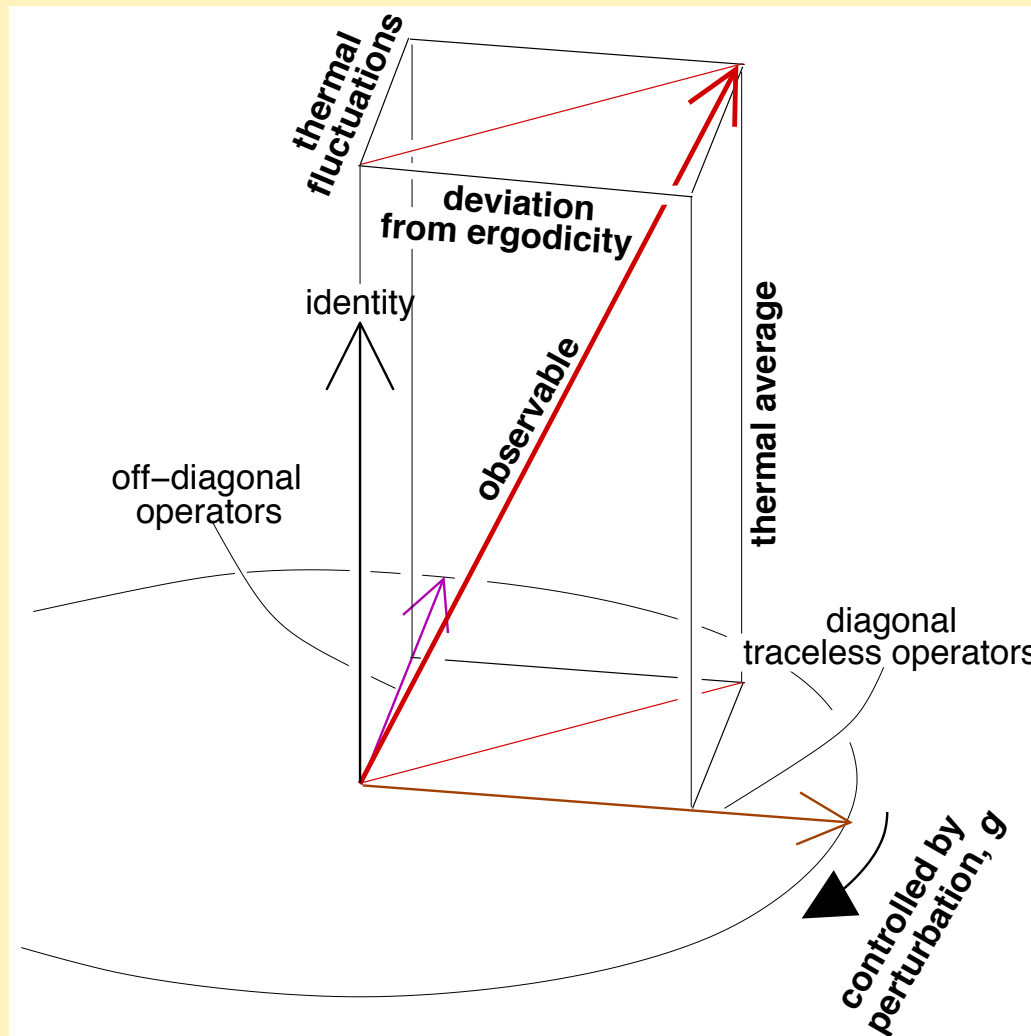 thermal
fluctuations
deviation
from ergodicity
identity
observable
thermal average
off−diagonal
operators
diagonal
traceless operators
controlled by
perturbation, g